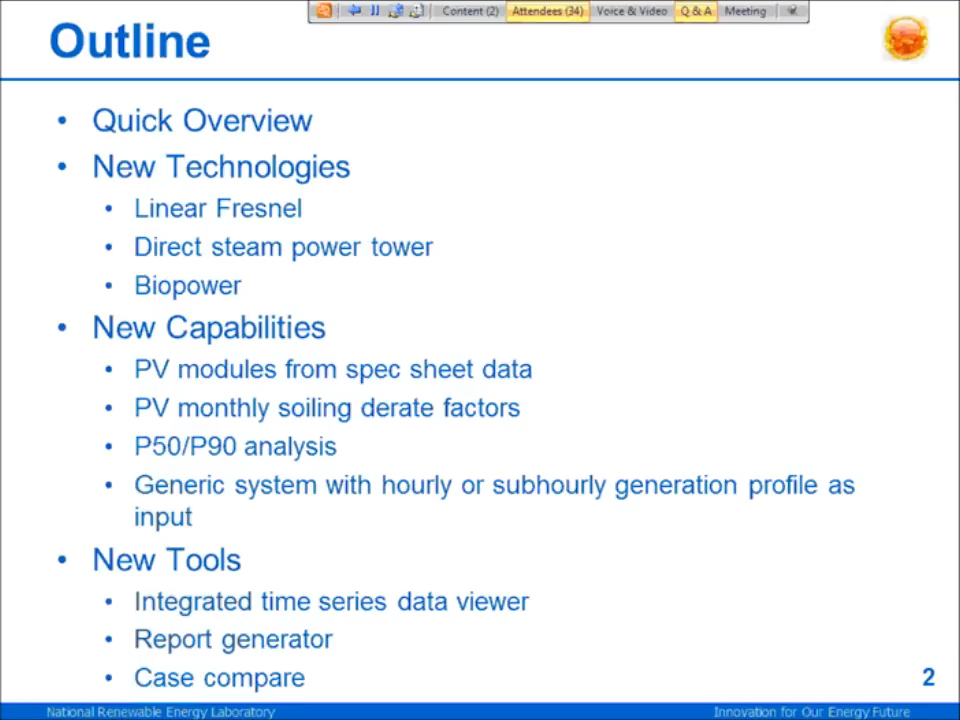 Content (2) Attendees (34) Voice & Video Q & A Meeting
Outline
• Quick Overview
• New Technologies
• Linear Fresnel
• Direct steam power tower
• Biopower
• New Capabilities
• PV modules from spec sheet data
• PV monthly soiling derate factors
• P50/P90 analysis
• Generic system with hourly or subhourly generation profile as
input
• New Tools
• Integrated time series data viewer
• Report generator
• Case compare
2
National Renewable Energy Laboratory Innovation for Our Energy Future